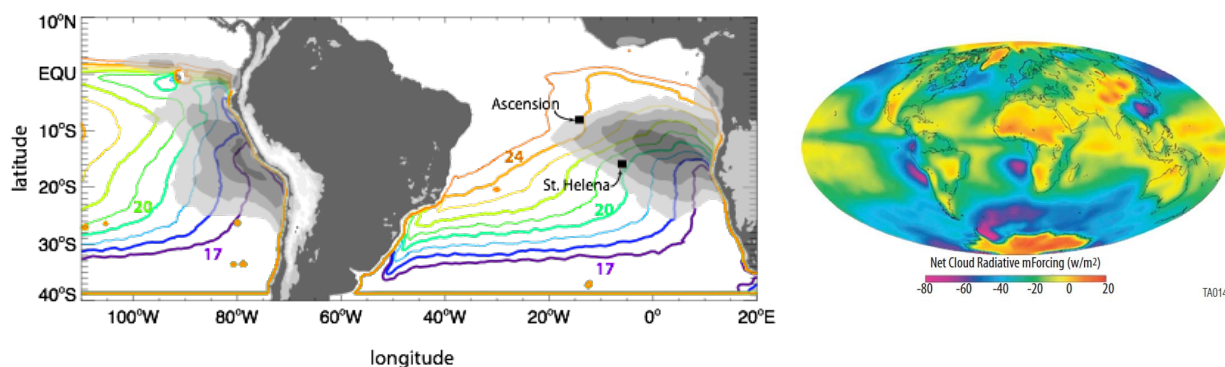 10°N
EQU
10°S
20°S
30°S
40°S
latitude
100°W
80°W
60°W
40°W
20°W
0°
20°E
longitude
Ascension
St. Helena
24
20
20
17
17
Net Cloud Radiative mForcing (w/m²)
-80
-60
-40
-20
0
20
TA014